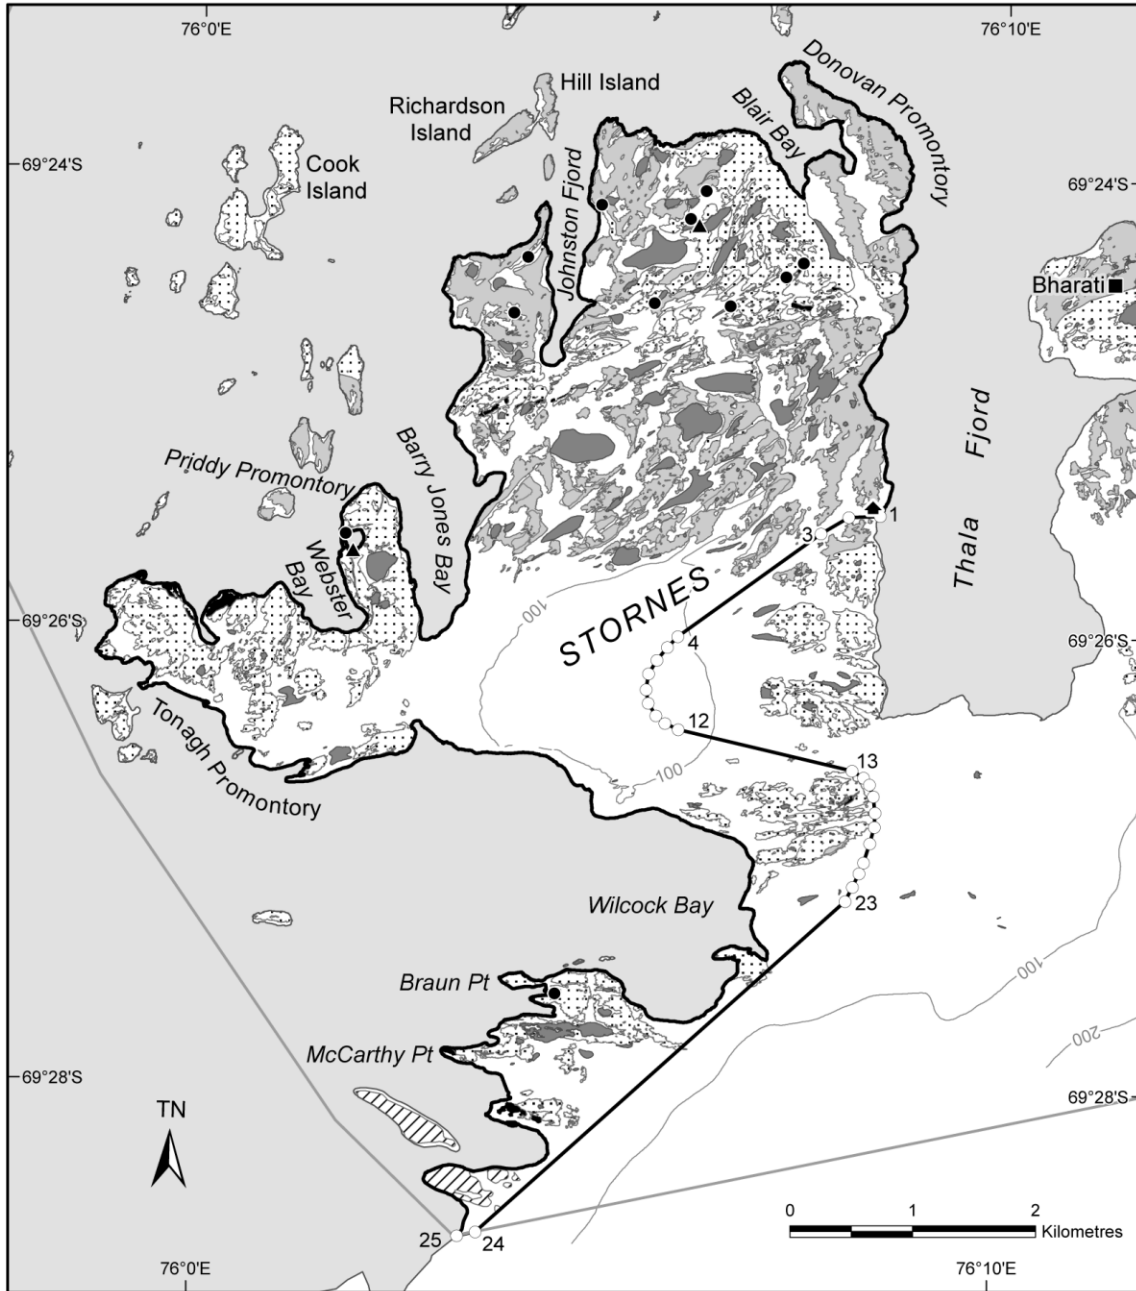 76°0'E
76°10'E
Donovan Promontory
Hill Island
Blair Bay
Richardson
Island
69°24'S
Cook
Island
69°24'S
Johnston Fjord
Bharati
Barry Jones Bay
Priddy Promontory
Thala Fjord
1
3
Webster
Bay
100
STORNES
69°26'S
4
69°26'S
12
Tonagh Promontory
13
100
Wilcock Bay
23
Braun Pt
100
200
McCarthy Pt
69°28'S
69°28'S
TN
0 1 2
Kilometres
25
24
76°0'E
76°10'E